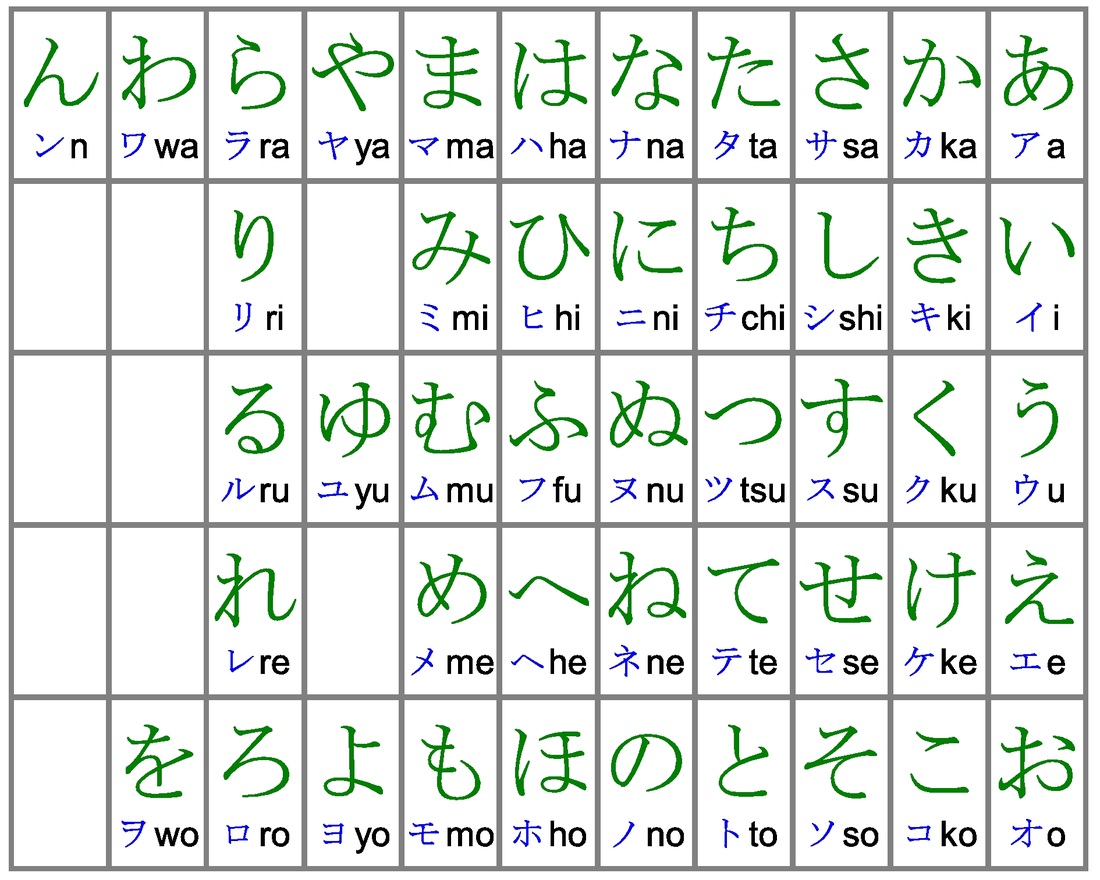 ん わ ら や ま は な た さ か あ
ンn ワwa ラra ヤya マma ハha ナna タta サsa カka アa
り み ひ に ち し き い
リri ミmi ヒhi ニni チchi シshi キki イi
る ゆ む ふ ぬ つ す く う
ルru ユyu ムmu フfu ヌnu ツtsu スsu クku ウu
れ め へ ね て せ け え
レre メme ヘhe ネne テte セse ケke エe
を ろ よ も ほ の と そ こ お
ヲwo ロro ヨyo モmo ホho ノno トto ソso コko オo